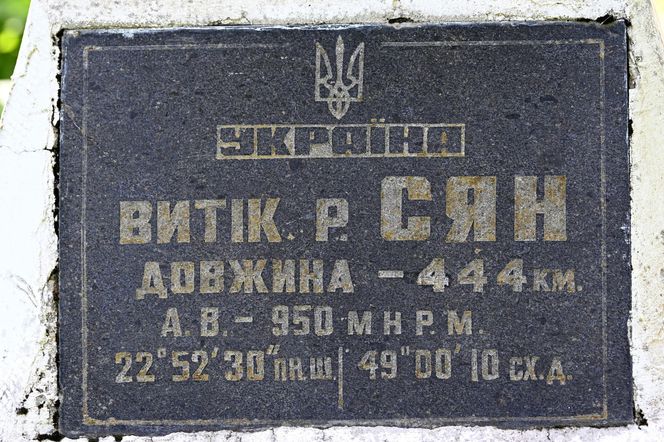 УКРАЇНА
ВИТІК. Р. СЯН
ДОВЖИНА – 444 КМ.
А. В. – 950 М Н Р. М.
22° 52' 30" ПН.Ш. | 49" 00' 10 СХ. Д.